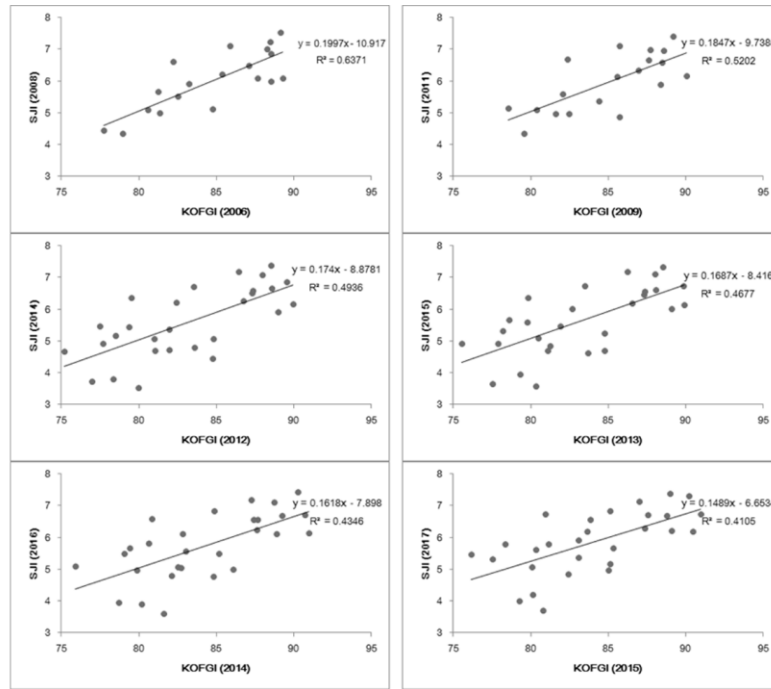 8
7
6
5
4
3
SJI (2008)
y = 0.1997x - 10.917
R² = 0.6371
75 80 85 90 95
KOFGI (2006)
8
7
6
5
4
3
SJI (2011)
y = 0.1847x - 9.738
R² = 0.5202
75 80 85 90 95
KOFGI (2009)
8
7
6
5
4
3
SJI (2014)
y = 0.174x - 8.8781
R² = 0.4936
75 80 85 90 95
KOFGI (2012)
8
7
6
5
4
3
SJI (2015)
y = 0.1687x - 8.416
R² = 0.4677
75 80 85 90 95
KOFGI (2013)
8
7
6
5
4
3
SJI (2016)
y = 0.1618x - 7.898
R² = 0.4346
75 80 85 90 95
KOFGI (2014)
8
7
6
5
4
3
SJI (2017)
y = 0.1489x - 6.653
R² = 0.4105
75 80 85 90 95
KOFGI (2015)